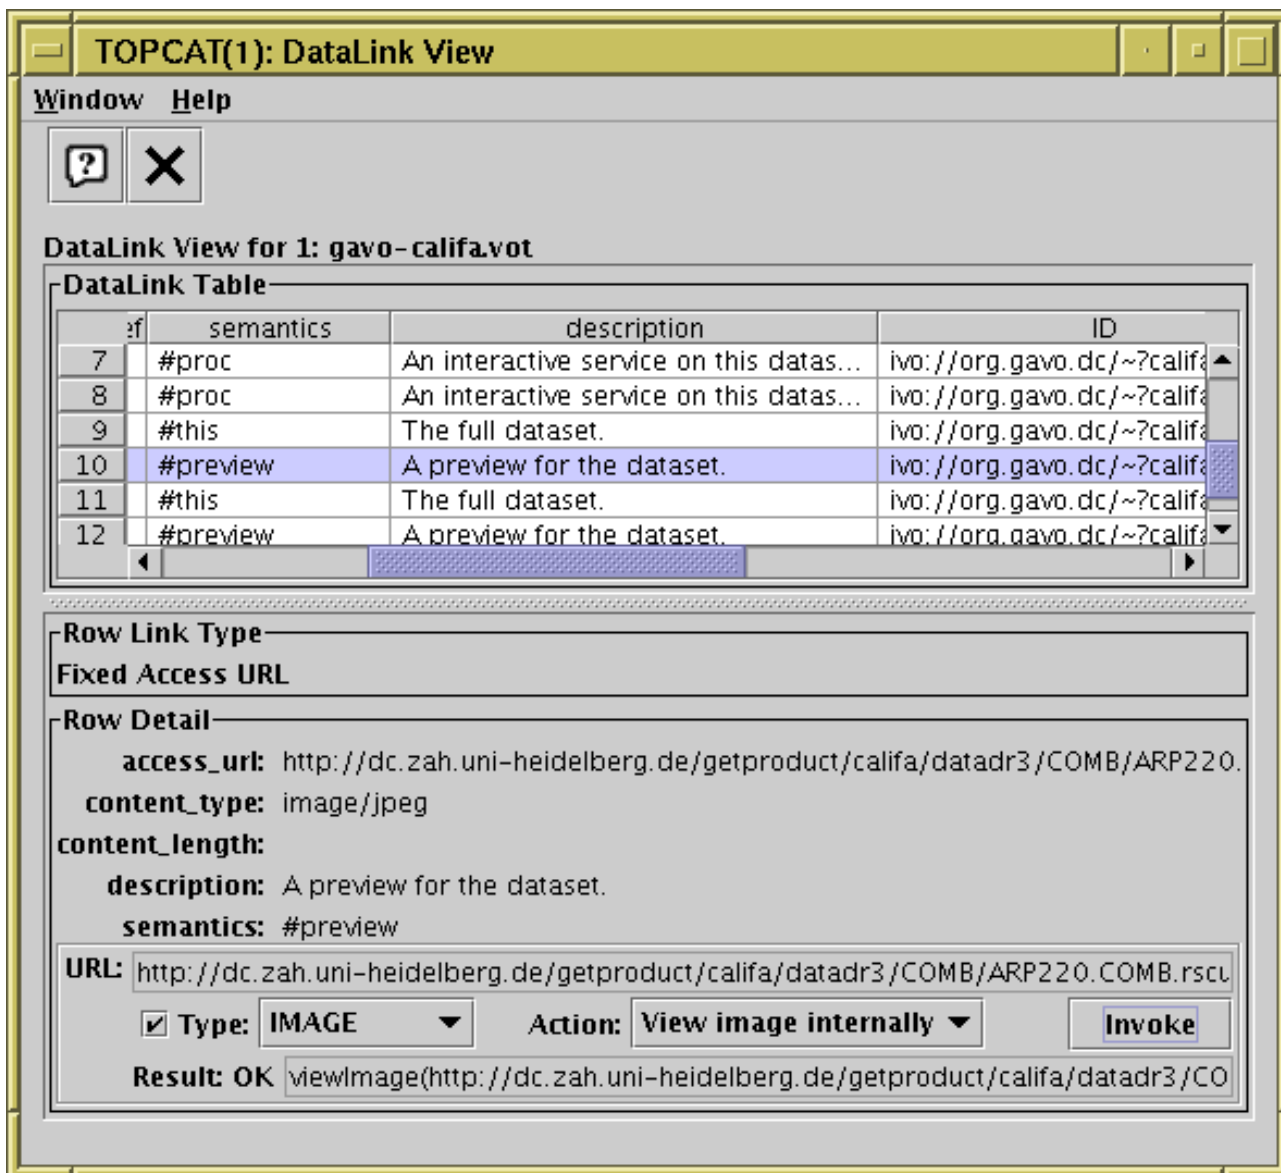 TOPCAT(1): DataLink View
Window Help
DataLink View for 1: gavo-califa.vot
DataLink Table
ef semantics description ID
7 #proc An interactive service on this datas... ivo://org.gavo.dc/~?califa
8 #proc An interactive service on this datas... ivo://org.gavo.dc/~?califa
9 #this The full dataset. ivo://org.gavo.dc/~?califa
10 #preview A preview for the dataset. ivo://org.gavo.dc/~?califa
11 #this The full dataset. ivo://org.gavo.dc/~?califa
12 #preview A preview for the dataset. ivo://org.gavo.dc/~?califa
Row Link Type
Fixed Access URL
Row Detail
access_url: http://dc.zah.uni-heidelberg.de/getproduct/califa/datadr3/COMB/ARP220.
content_type: image/jpeg
content_length:
description: A preview for the dataset.
semantics: #preview
URL: http://dc.zah.uni-heidelberg.de/getproduct/califa/datadr3/COMB/ARP220.COMB.rscu
Type: IMAGE Action: View image internally Invoke
Result: OK viewImage(http://dc.zah.uni-heidelberg.de/getproduct/califa/datadr3/CO